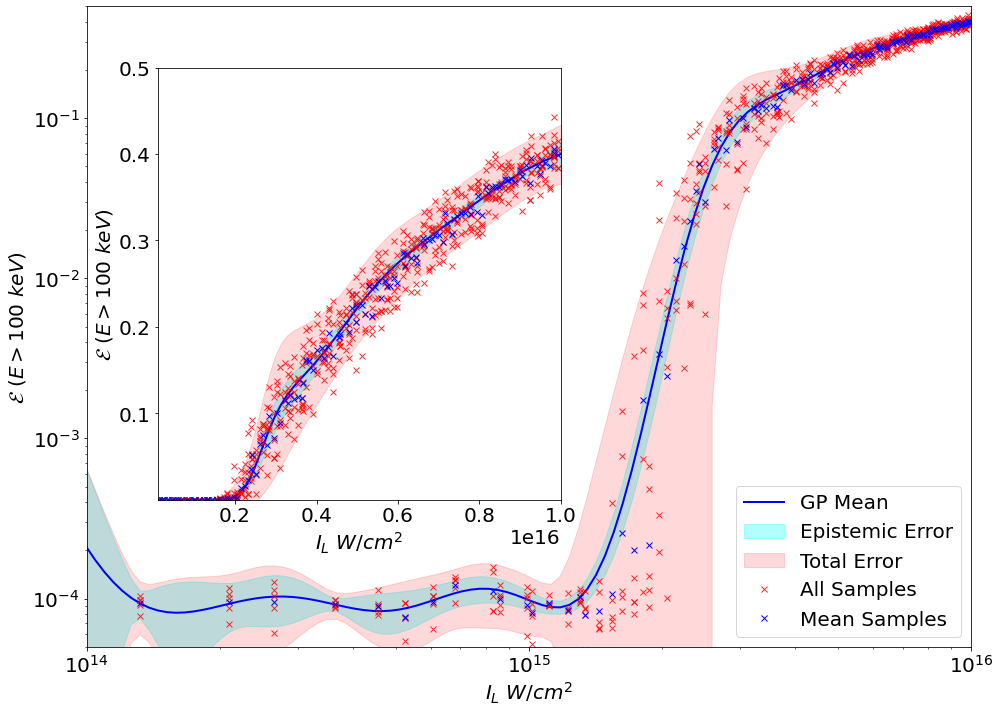 10⁻¹
10⁻²
10⁻³
10⁻⁴
ℰ (E > 100 keV)
10¹⁴
10¹⁵
10¹⁶
I_L W/cm²
0.5
0.4
0.3
0.2
0.1
ℰ (E > 100 keV)
0.2
0.4
0.6
0.8
1.0
1e16
I_L W/cm²
GP Mean
Epistemic Error
Total Error
All Samples
Mean Samples